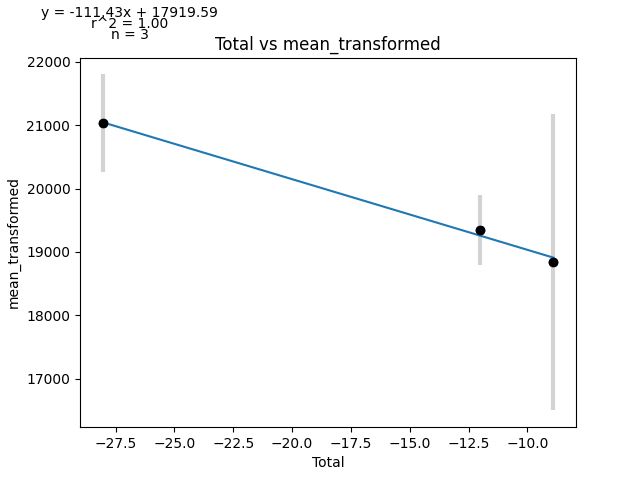 y = -111.43x + 17919.59
r^2 = 1.00
n = 3
Total vs mean_transformed
22000
21000
20000
19000
18000
17000
mean_transformed
−27.5 −25.0 −22.5 −20.0 −17.5 −15.0 −12.5 −10.0
Total